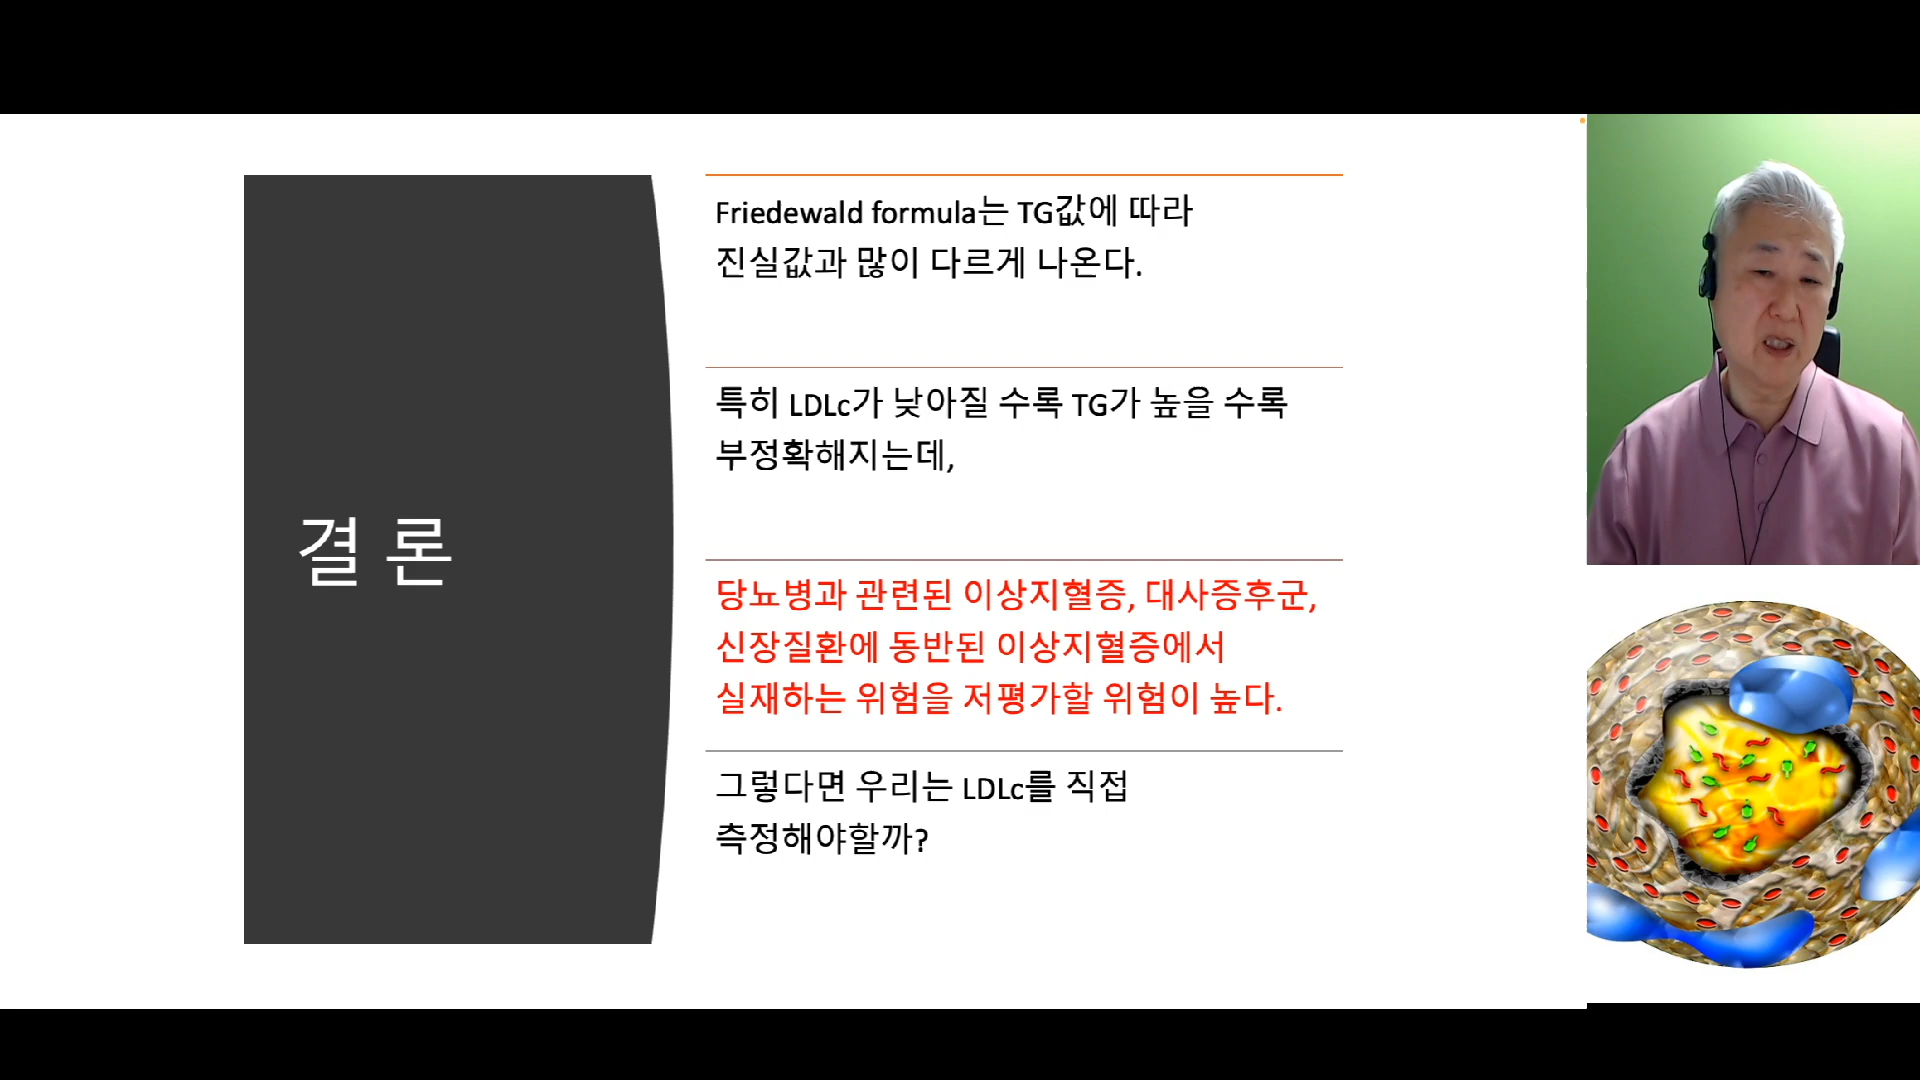 결 론
Friedewald formula는 TG값에 따라
진실값과 많이 다르게 나온다.
특히 LDLc가 낮아질 수록 TG가 높을 수록
부정확해지는데,
당뇨병과 관련된 이상지혈증, 대사증후군,
신장질환에 동반된 이상지혈증에서
실재하는 위험을 저평가할 위험이 높다.
그렇다면 우리는 LDLc를 직접
측정해야할까?